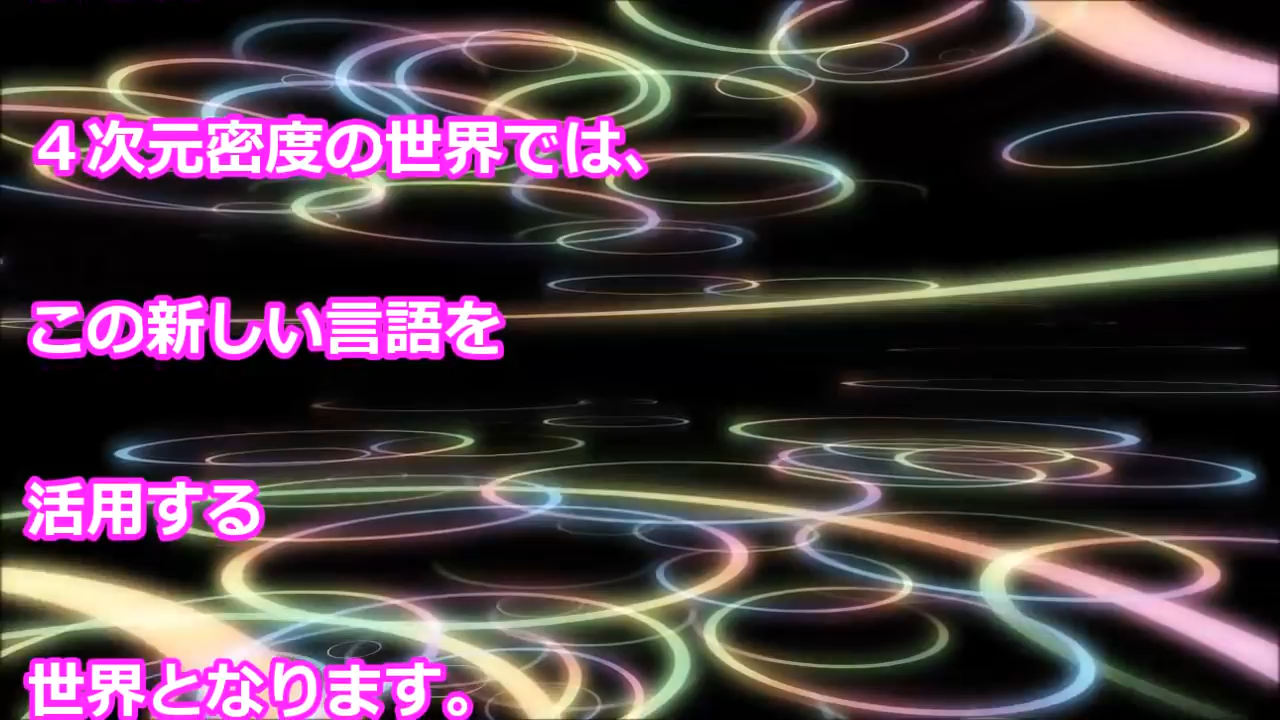 ４次元密度の世界では、
この新しい言語を
活用する
世界となります。